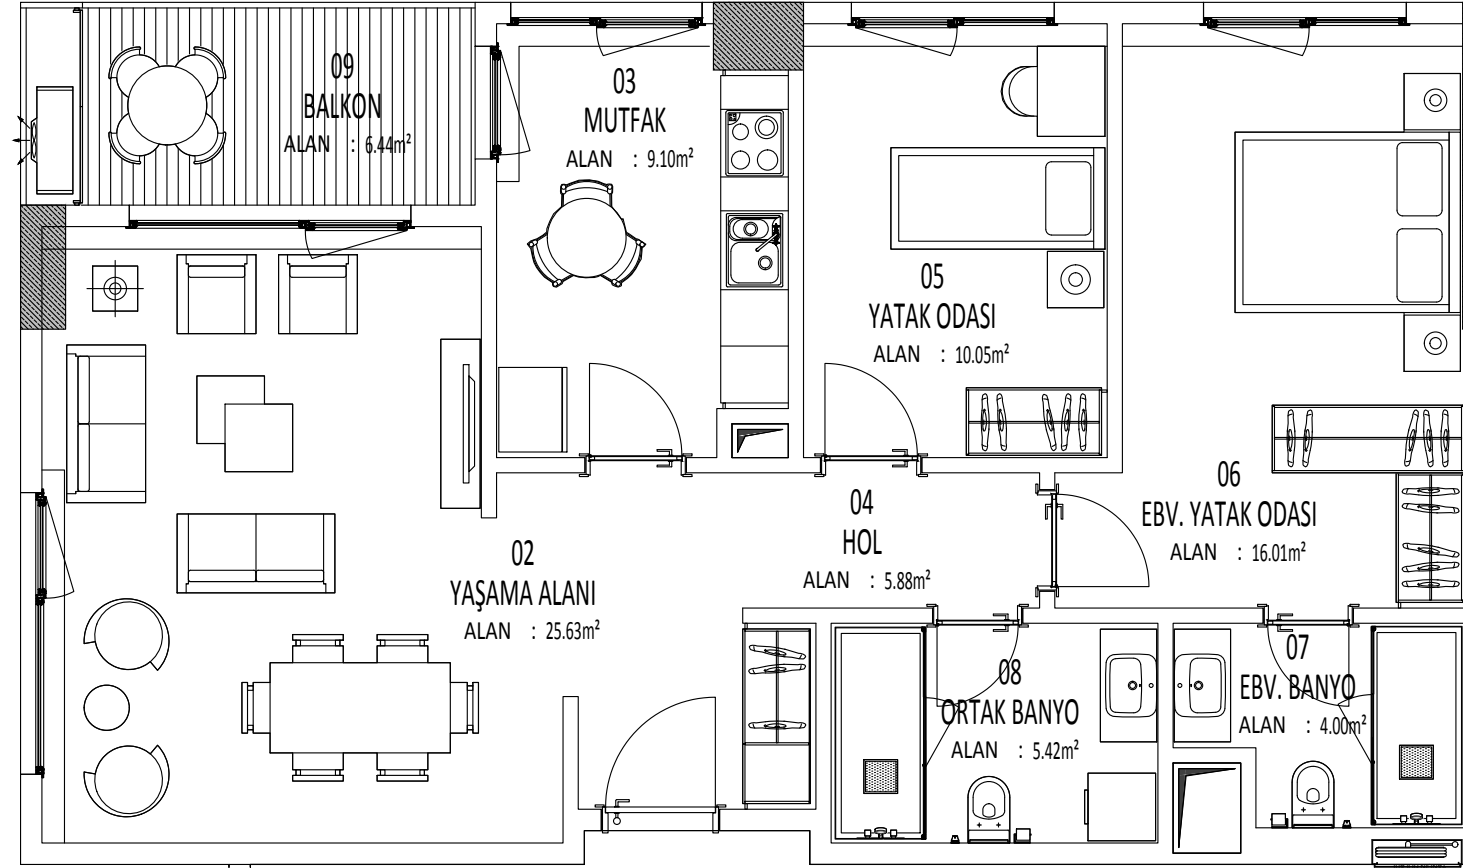 09
BALKON
ALAN : 6.44m²
03
MUTFAK
ALAN : 9.10m²
05
YATAK ODASI
ALAN : 10.05m²
04
HOL
ALAN : 5.88m²
06
EBV. YATAK ODASI
ALAN : 16.01m²
02
YAŞAMA ALANI
ALAN : 25.63m²
08
ORTAK BANYO
ALAN : 5.42m²
07
EBV. BANYO
ALAN : 4.00m²